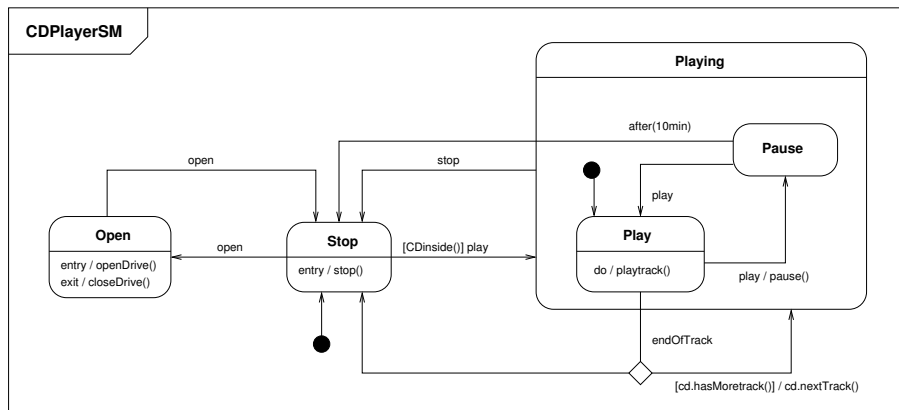 CDPlayerSM
Playing
after(10min)
Pause
open
stop
play
Open
entry / openDrive()
exit / closeDrive()
open
Stop
entry / stop()
[CDinside()] play
Play
do / playtrack()
play / pause()
endOfTrack
[cd.hasMoretrack()] / cd.nextTrack()